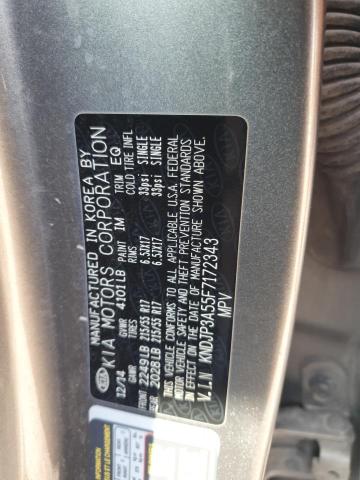 MANUFACTURED IN KOREA BY
KIA MOTORS CORPORATION
12/14 GVWR 4101LB PAINT IM TRIM EQ
GAWR TIRES RIMS COLD TIRE INFL
FRONT 2249LB 215/55 R17 6.5JX17 33psi SINGLE
REAR 2028LB 215/55 R17 6.5JX17 33psi SINGLE
THIS VEHICLE CONFORMS TO ALL APPLICABLE U.S.A. FEDERAL
MOTOR VEHICLE SAFETY, BUMPER, AND
THEFT PREVENTION STANDARDS
IN EFFECT ON THE DATE OF MANUFACTURE SHOWN ABOVE.
V.I.N KNDJP3A55F7172343
MPV